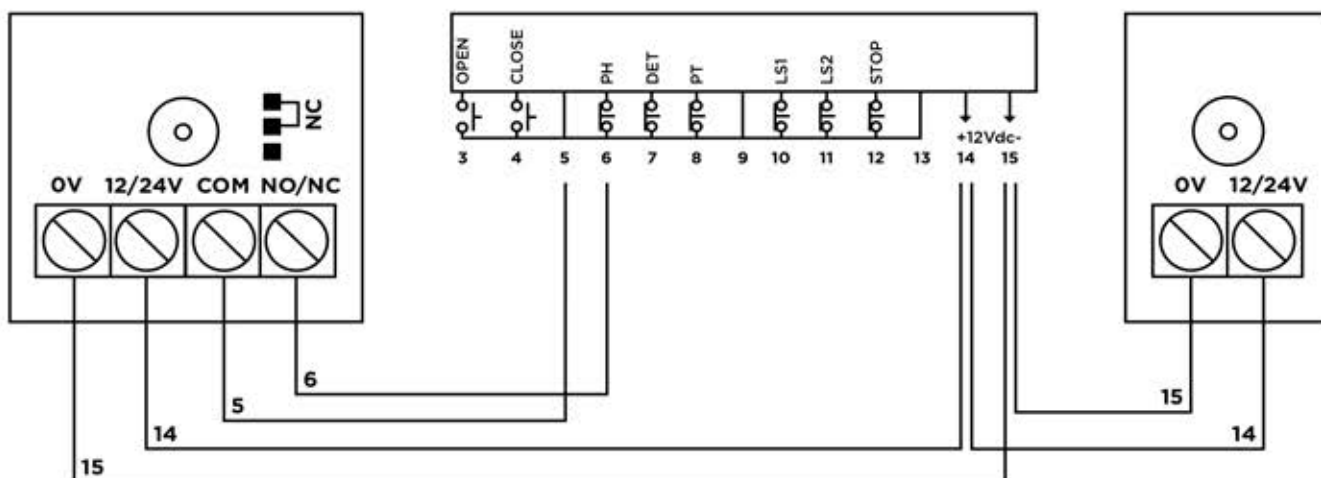 NC
0V 12/24V COM NO/NC
OPEN
CLOSE
PH
DET
PT
LS1
LS2
STOP
+12Vdc-
3 4 5 6 7 8 9 10 11 12 13 14 15
0V 12/24V
6
5
14
15
15
14